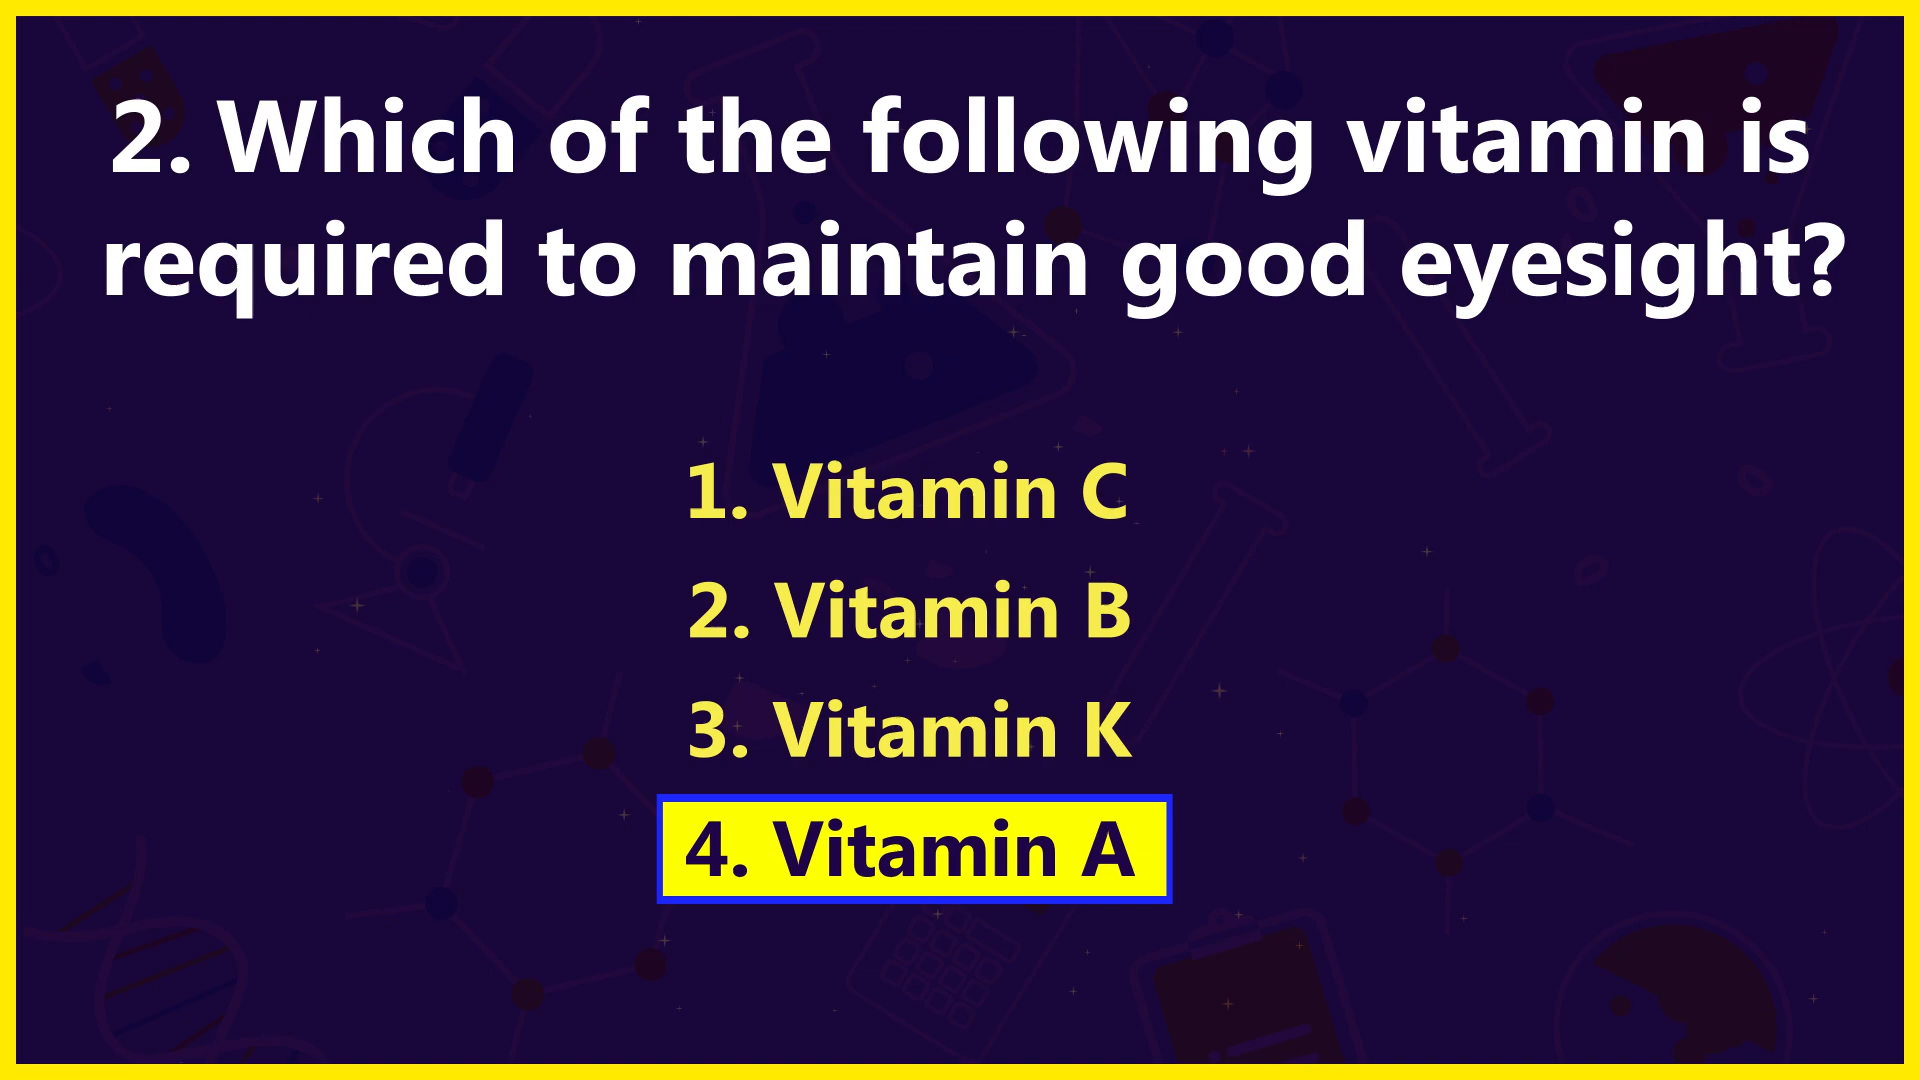 2. Which of the following vitamin is
required to maintain good eyesight?
1. Vitamin C
2. Vitamin B
3. Vitamin K
4. Vitamin A